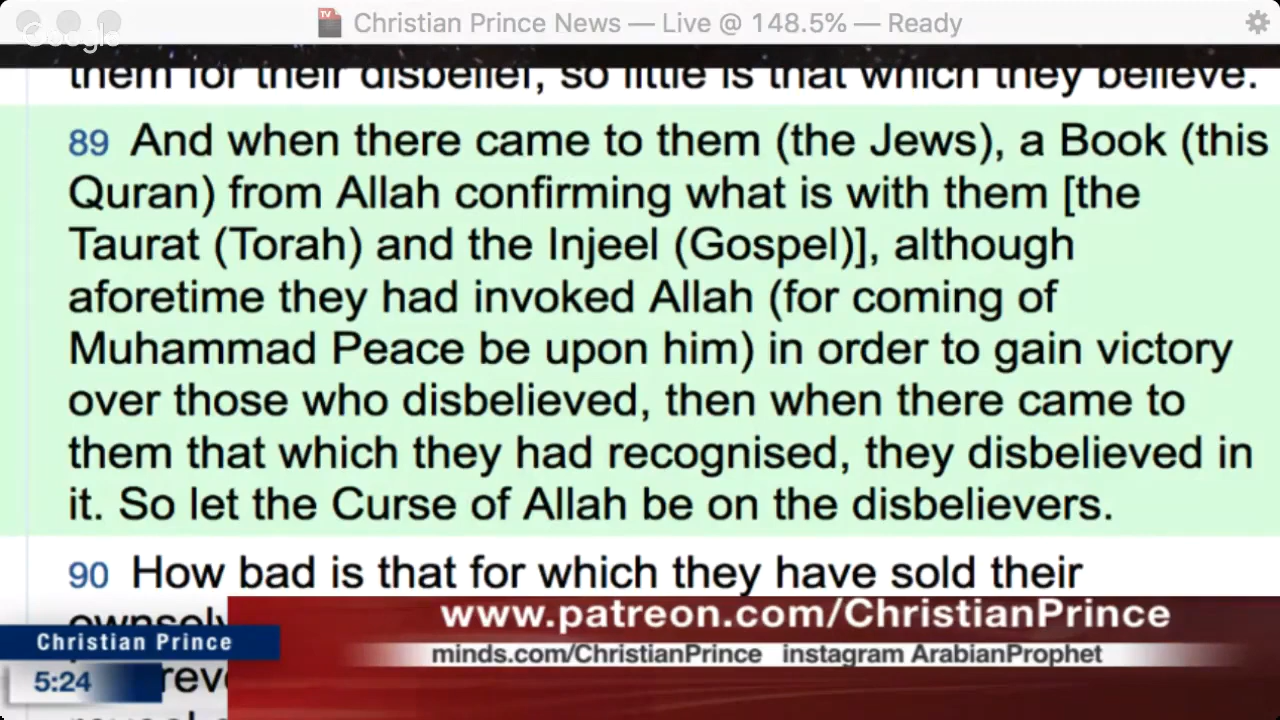 Christian Prince News — Live @ 148.5% — Ready
Google
them for their disbelief, so little is that which they believe.
89 And when there came to them (the Jews), a Book (this
Quran) from Allah confirming what is with them [the
Taurat (Torah) and the Injeel (Gospel)], although
aforetime they had invoked Allah (for coming of
Muhammad Peace be upon him) in order to gain victory
over those who disbelieved, then when there came to
them that which they had recognised, they disbelieved in
it. So let the Curse of Allah be on the disbelievers.
90 How bad is that for which they have sold their
www.patreon.com/ChristianPrince
Christian Prince
minds.com/ChristianPrince instagram ArabianProphet
5:24